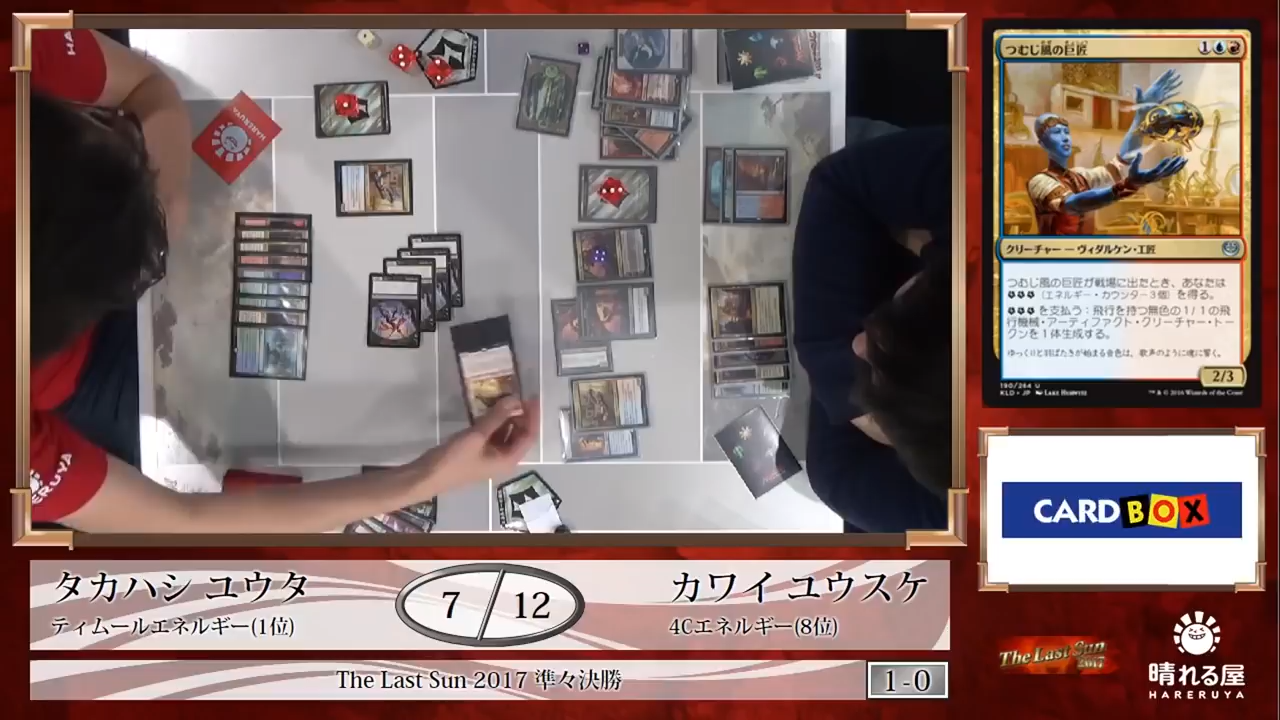 つむじ風の巨匠
クリーチャー ― ヴィダルケン・工匠
つむじ風の巨匠が戦場に出たとき、あなたは
(エネルギー・カウンター3個)を得る。
を支払う:飛行を持つ無色の1/1の飛
行機械・アーティファクト・クリーチャー・トー
クンを1体生成する。
2/3
190/264 U
KLD・JP LAKE HURWITZ
CARDBOX
タカハシ ユウタ
ティムールエネルギー(1位)
7 / 12
カワイ ユウスケ
4Cエネルギー(8位)
The Last Sun 2017 準々決勝
1-0
The Last Sun
2017
晴れる屋
HARERUYA
HARERUYA